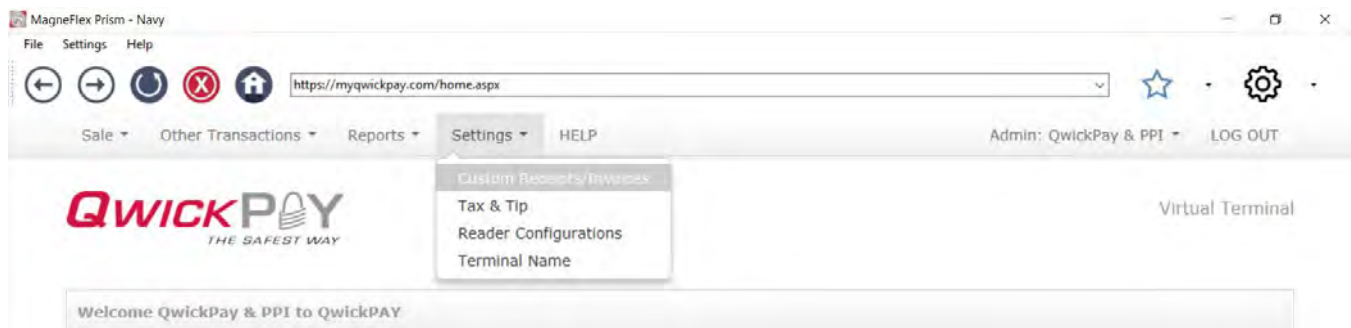 MagneFlex Prism - Navy
File Settings Help
https://myqwickpay.com/home.aspx
Sale Other Transactions Reports Settings HELP Admin: QwickPay & PPI LOG OUT
Custom Receipts/Invoices
QWICKPAY
THE SAFEST WAY
Tax & Tip
Virtual Terminal
Reader Configurations
Terminal Name
Welcome QwickPay & PPI to QwickPAY